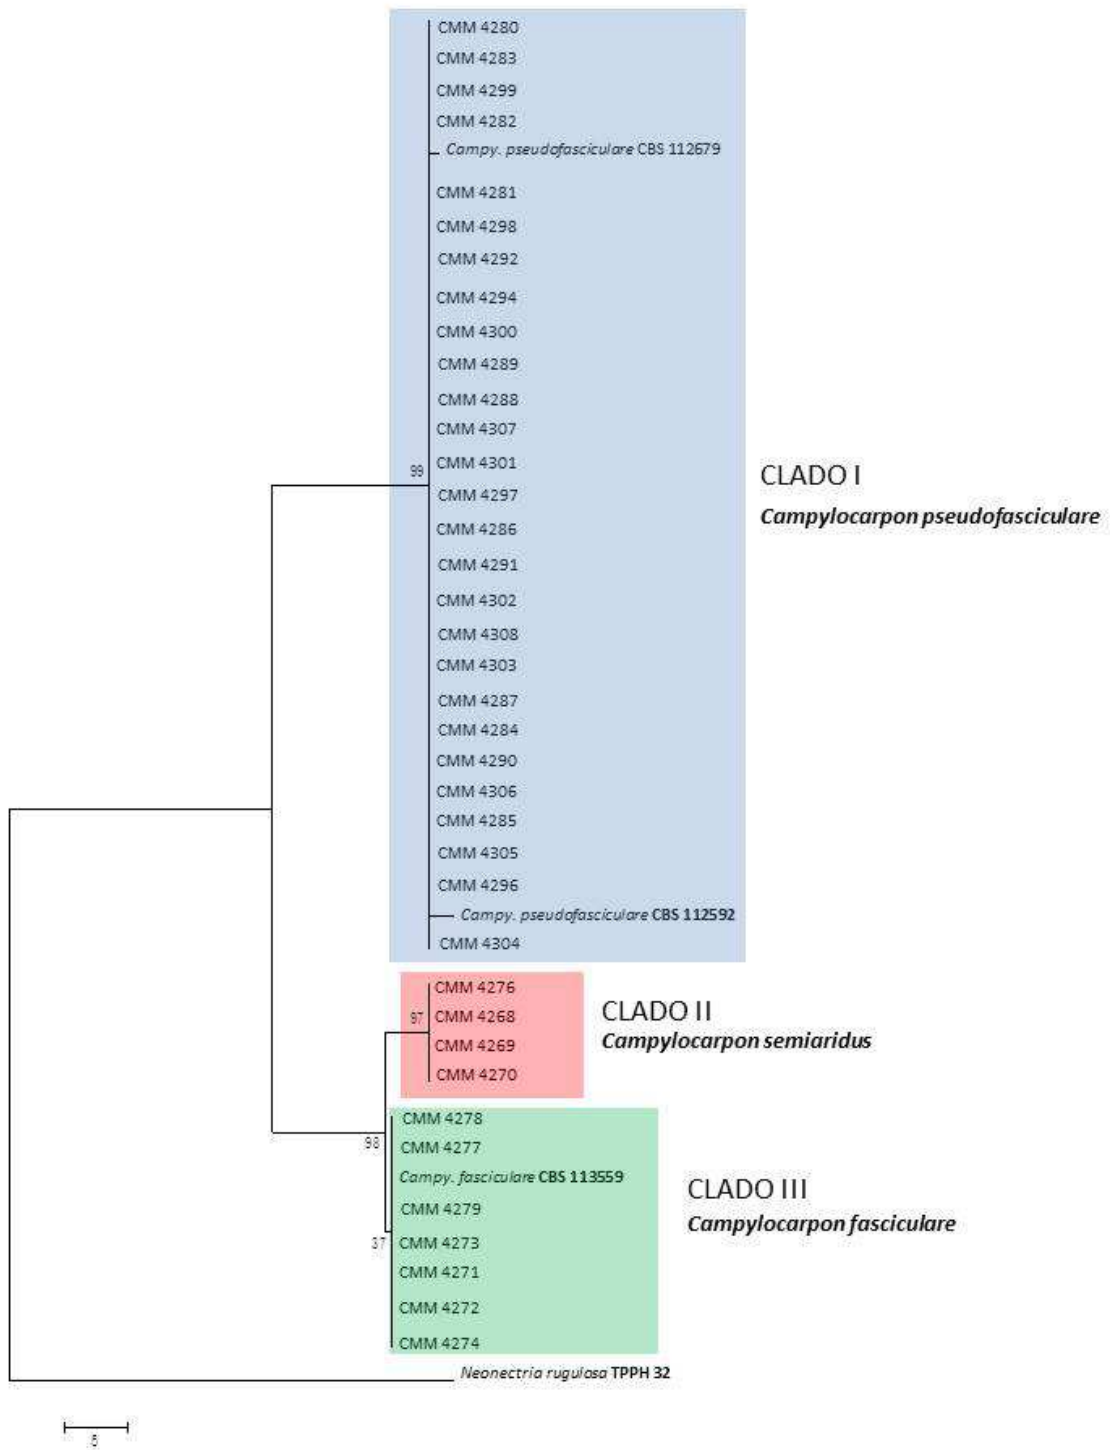 CMM 4280
CMM 4283
CMM 4299
CMM 4282
Campy. pseudofasciculare CBS 112679
CMM 4281
CMM 4298
CMM 4292
CMM 4294
CMM 4300
CMM 4289
CMM 4288
CMM 4307
99
CMM 4301
CMM 4297
CMM 4286
CMM 4291
CMM 4302
CMM 4308
CMM 4303
CMM 4287
CMM 4284
CMM 4290
CMM 4306
CMM 4285
CMM 4305
CMM 4296
Campy. pseudofasciculare CBS 112592
CMM 4304
CLADO I
Campylocarpon pseudofasciculare
CMM 4276
97
CMM 4268
CMM 4269
CMM 4270
CLADO II
Campylocarpon semiaridus
98
CMM 4278
CMM 4277
Campy. fasciculare CBS 113559
CMM 4279
37
CMM 4273
CMM 4271
CMM 4272
CMM 4274
CLADO III
Campylocarpon fasciculare
Neonectria rugulosa TPPH 32
5